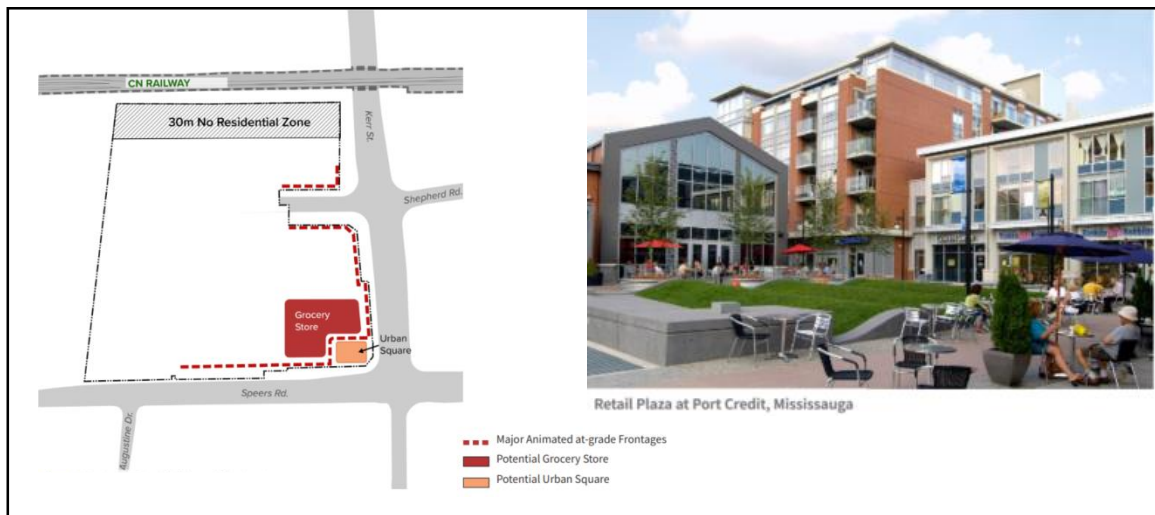 CN RAILWAY
30m No Residential Zone
Kerr St.
Shepherd Rd.
Grocery
Store
Urban
Square
Speers Rd.
Augustine Dr.
Retail Plaza at Port Credit, Mississauga
Major Animated at-grade Frontages
Potential Grocery Store
Potential Urban Square